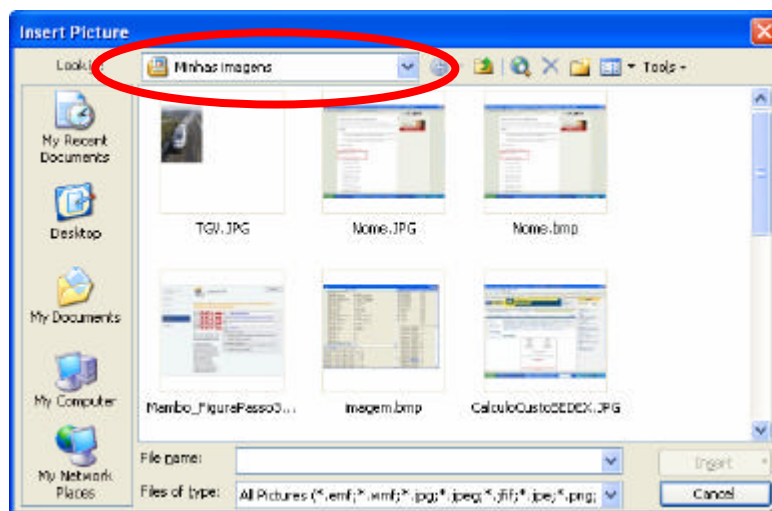 Insert Picture
Look
Minhas imagens
Tools
My Recent
Documents
Desktop
My Documents
My Computer
My Network
Places
TGV.JPG
Nome.JPG
Nome.bmp
Mambo_FiguraPasso3...
imagem.bmp
CalculoCustoSEDEX.JPG
File name:
Insert
Files of type:
All Pictures (*.emf;*.wmf;*.jpg;*.jpeg;*.jfif;*.jpe;*.png;
Cancel